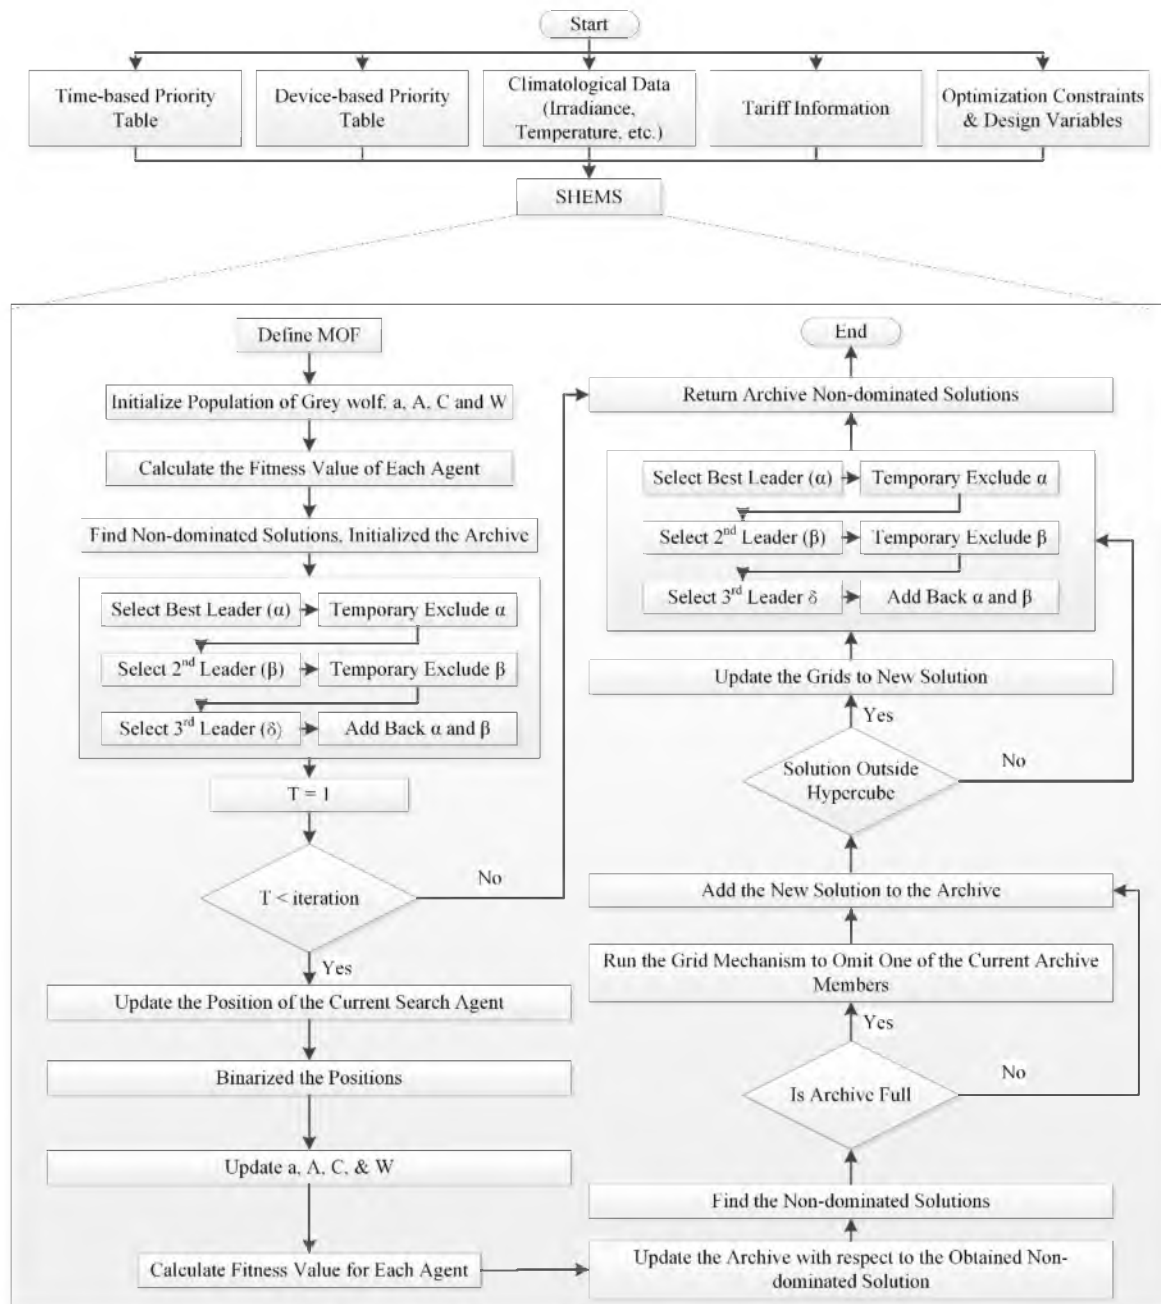 Start
Time-based Priority
Table
Device-based Priority
Table
Climatological Data
(Irradiance,
Temperature, etc.)
Tariff Information
Optimization Constraints
& Design Variables
SHEMS
Define MOF
Initialize Population of Grey wolf, a, A, C and W
Calculate the Fitness Value of Each Agent
Find Non-dominated Solutions, Initialized the Archive
Select Best Leader (α)
Temporary Exclude α
Select 2nd Leader (β)
Temporary Exclude β
Select 3rd Leader (δ)
Add Back α and β
T = 1
T < iteration
No
Yes
Update the Position of the Current Search Agent
Binarized the Positions
Update a, A, C, & W
Calculate Fitness Value for Each Agent
End
Return Archive Non-dominated Solutions
Select Best Leader (α)
Temporary Exclude α
Select 2nd Leader (β)
Temporary Exclude β
Select 3rd Leader δ
Add Back α and β
Update the Grids to New Solution
Yes
Solution Outside
Hypercube
No
Add the New Solution to the Archive
Run the Grid Mechanism to Omit One of the Current Archive
Members
Yes
Is Archive Full
No
Find the Non-dominated Solutions
Update the Archive with respect to the Obtained Non-
dominated Solution